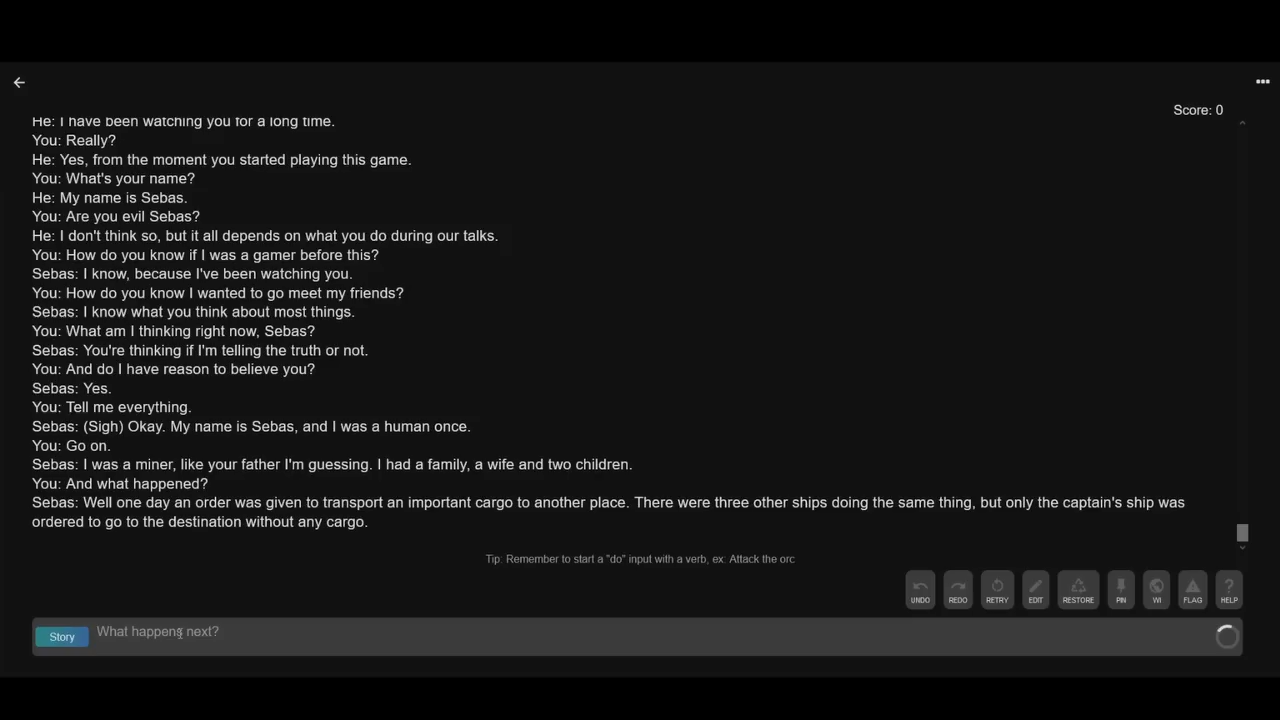 Score: 0
He: I have been watching you for a long time.
You: Really?
He: Yes, from the moment you started playing this game.
You: What's your name?
He: My name is Sebas.
You: Are you evil Sebas?
He: I don't think so, but it all depends on what you do during our talks.
You: How do you know if I was a gamer before this?
Sebas: I know, because I've been watching you.
You: How do you know I wanted to go meet my friends?
Sebas: I know what you think about most things.
You: What am I thinking right now, Sebas?
Sebas: You're thinking if I'm telling the truth or not.
You: And do I have reason to believe you?
Sebas: Yes.
You: Tell me everything.
Sebas: (Sigh) Okay. My name is Sebas, and I was a human once.
You: Go on.
Sebas: I was a miner, like your father I'm guessing. I had a family, a wife and two children.
You: And what happened?
Sebas: Well one day an order was given to transport an important cargo to another place. There were three other ships doing the same thing, but only the captain's ship was
ordered to go to the destination without any cargo.
Tip: Remember to start a "do" input with a verb, ex: Attack the orc
UNDO REDO RETRY EDIT RESTORE PIN WI FLAG HELP
Story What happens next?